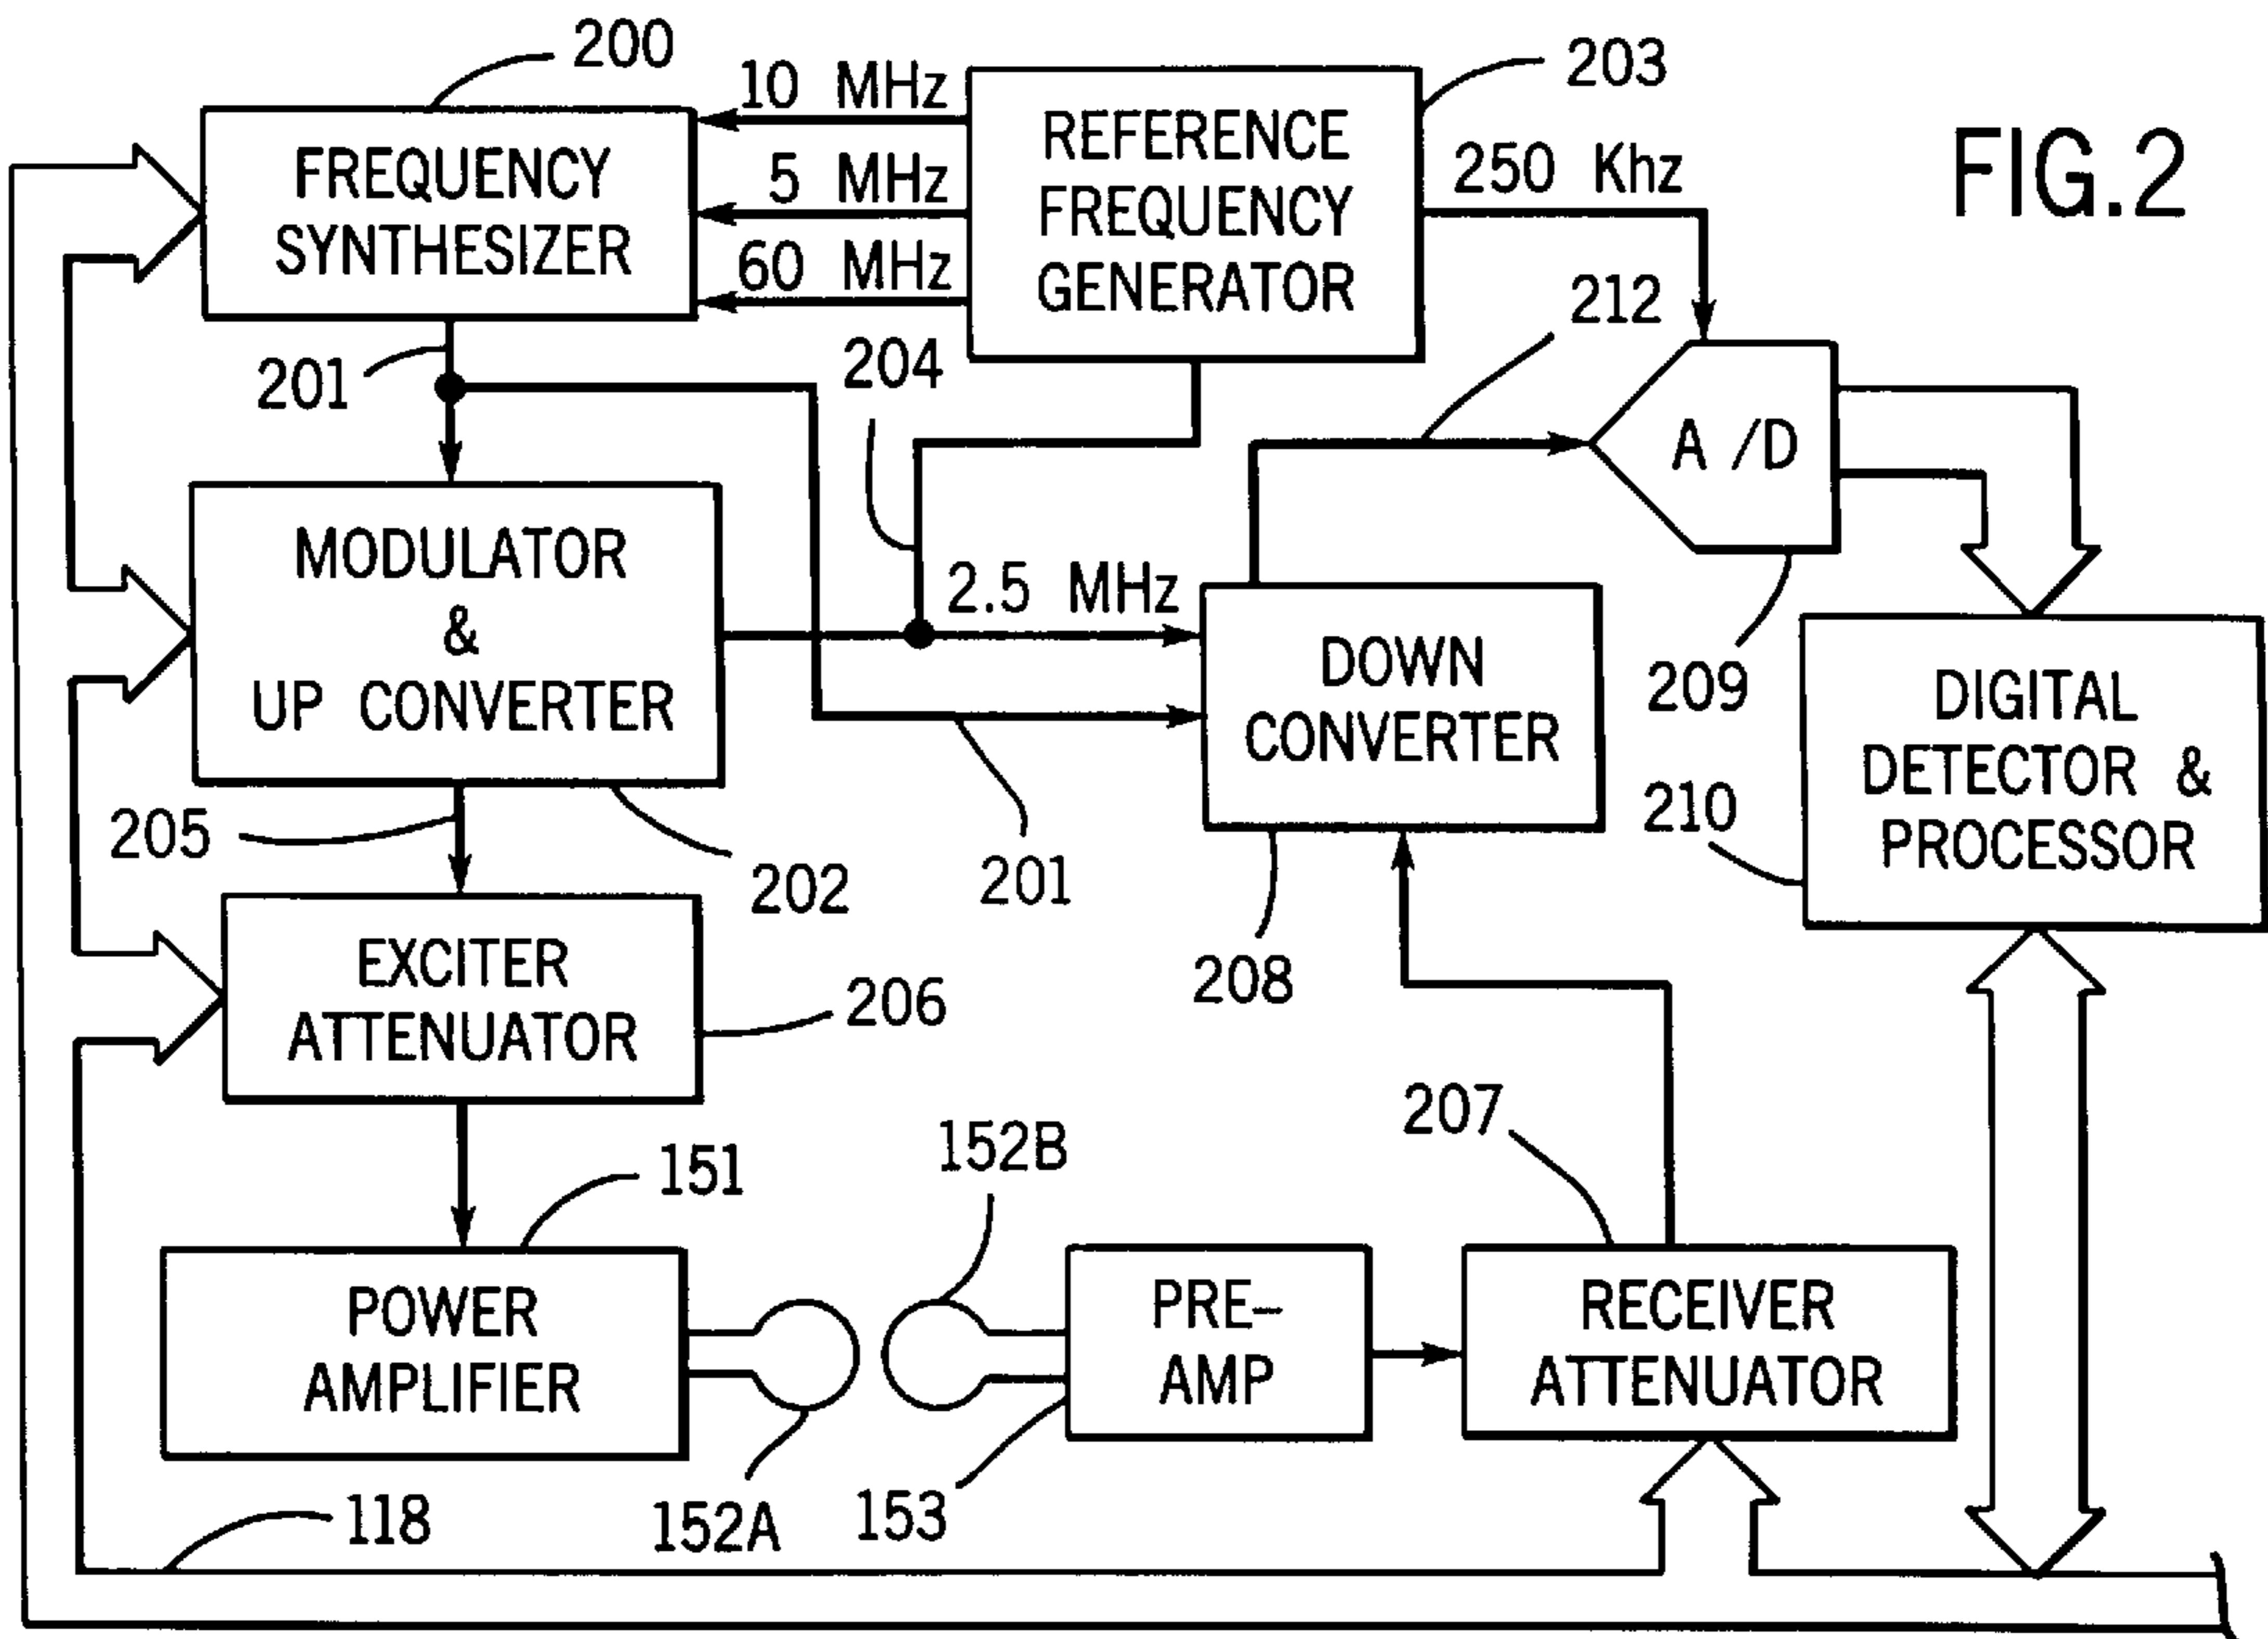 FIG.2
200
10 MHz
5 MHz
60 MHz
203
250 Khz
FREQUENCY
SYNTHESIZER
REFERENCE
FREQUENCY
GENERATOR
201
204
212
A/D
MODULATOR
&
UP CONVERTER
2.5 MHz
DOWN
CONVERTER
209
DIGITAL
DETECTOR &
PROCESSOR
205
202
201
208
210
EXCITER
ATTENUATOR
206
207
151
152B
POWER
AMPLIFIER
PRE-
AMP
RECEIVER
ATTENUATOR
118
152A
153